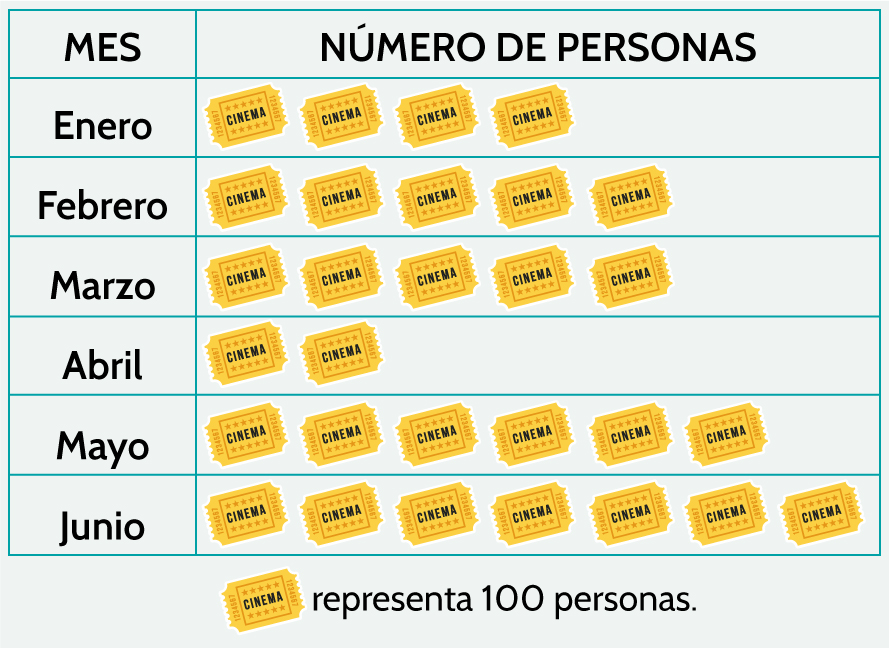 MES NÚMERO DE PERSONAS
Enero CINEMA CINEMA CINEMA CINEMA
Febrero CINEMA CINEMA CINEMA CINEMA CINEMA
Marzo CINEMA CINEMA CINEMA CINEMA CINEMA
Abril CINEMA CINEMA
Mayo CINEMA CINEMA CINEMA CINEMA CINEMA CINEMA
Junio CINEMA CINEMA CINEMA CINEMA CINEMA CINEMA CINEMA
CINEMA representa 100 personas.